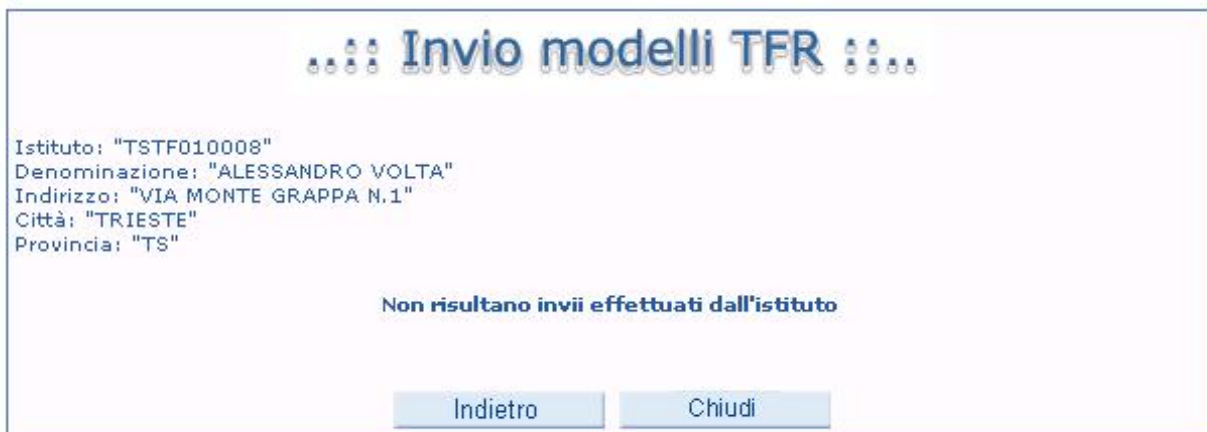 ..:: Invio modelli TFR ::..
Istituto: "TSTF010008"
Denominazione: "ALESSANDRO VOLTA"
Indirizzo: "VIA MONTE GRAPPA N.1"
Città: "TRIESTE"
Provincia: "TS"
Non risultano invii effettuati dall'istituto
Indietro Chiudi